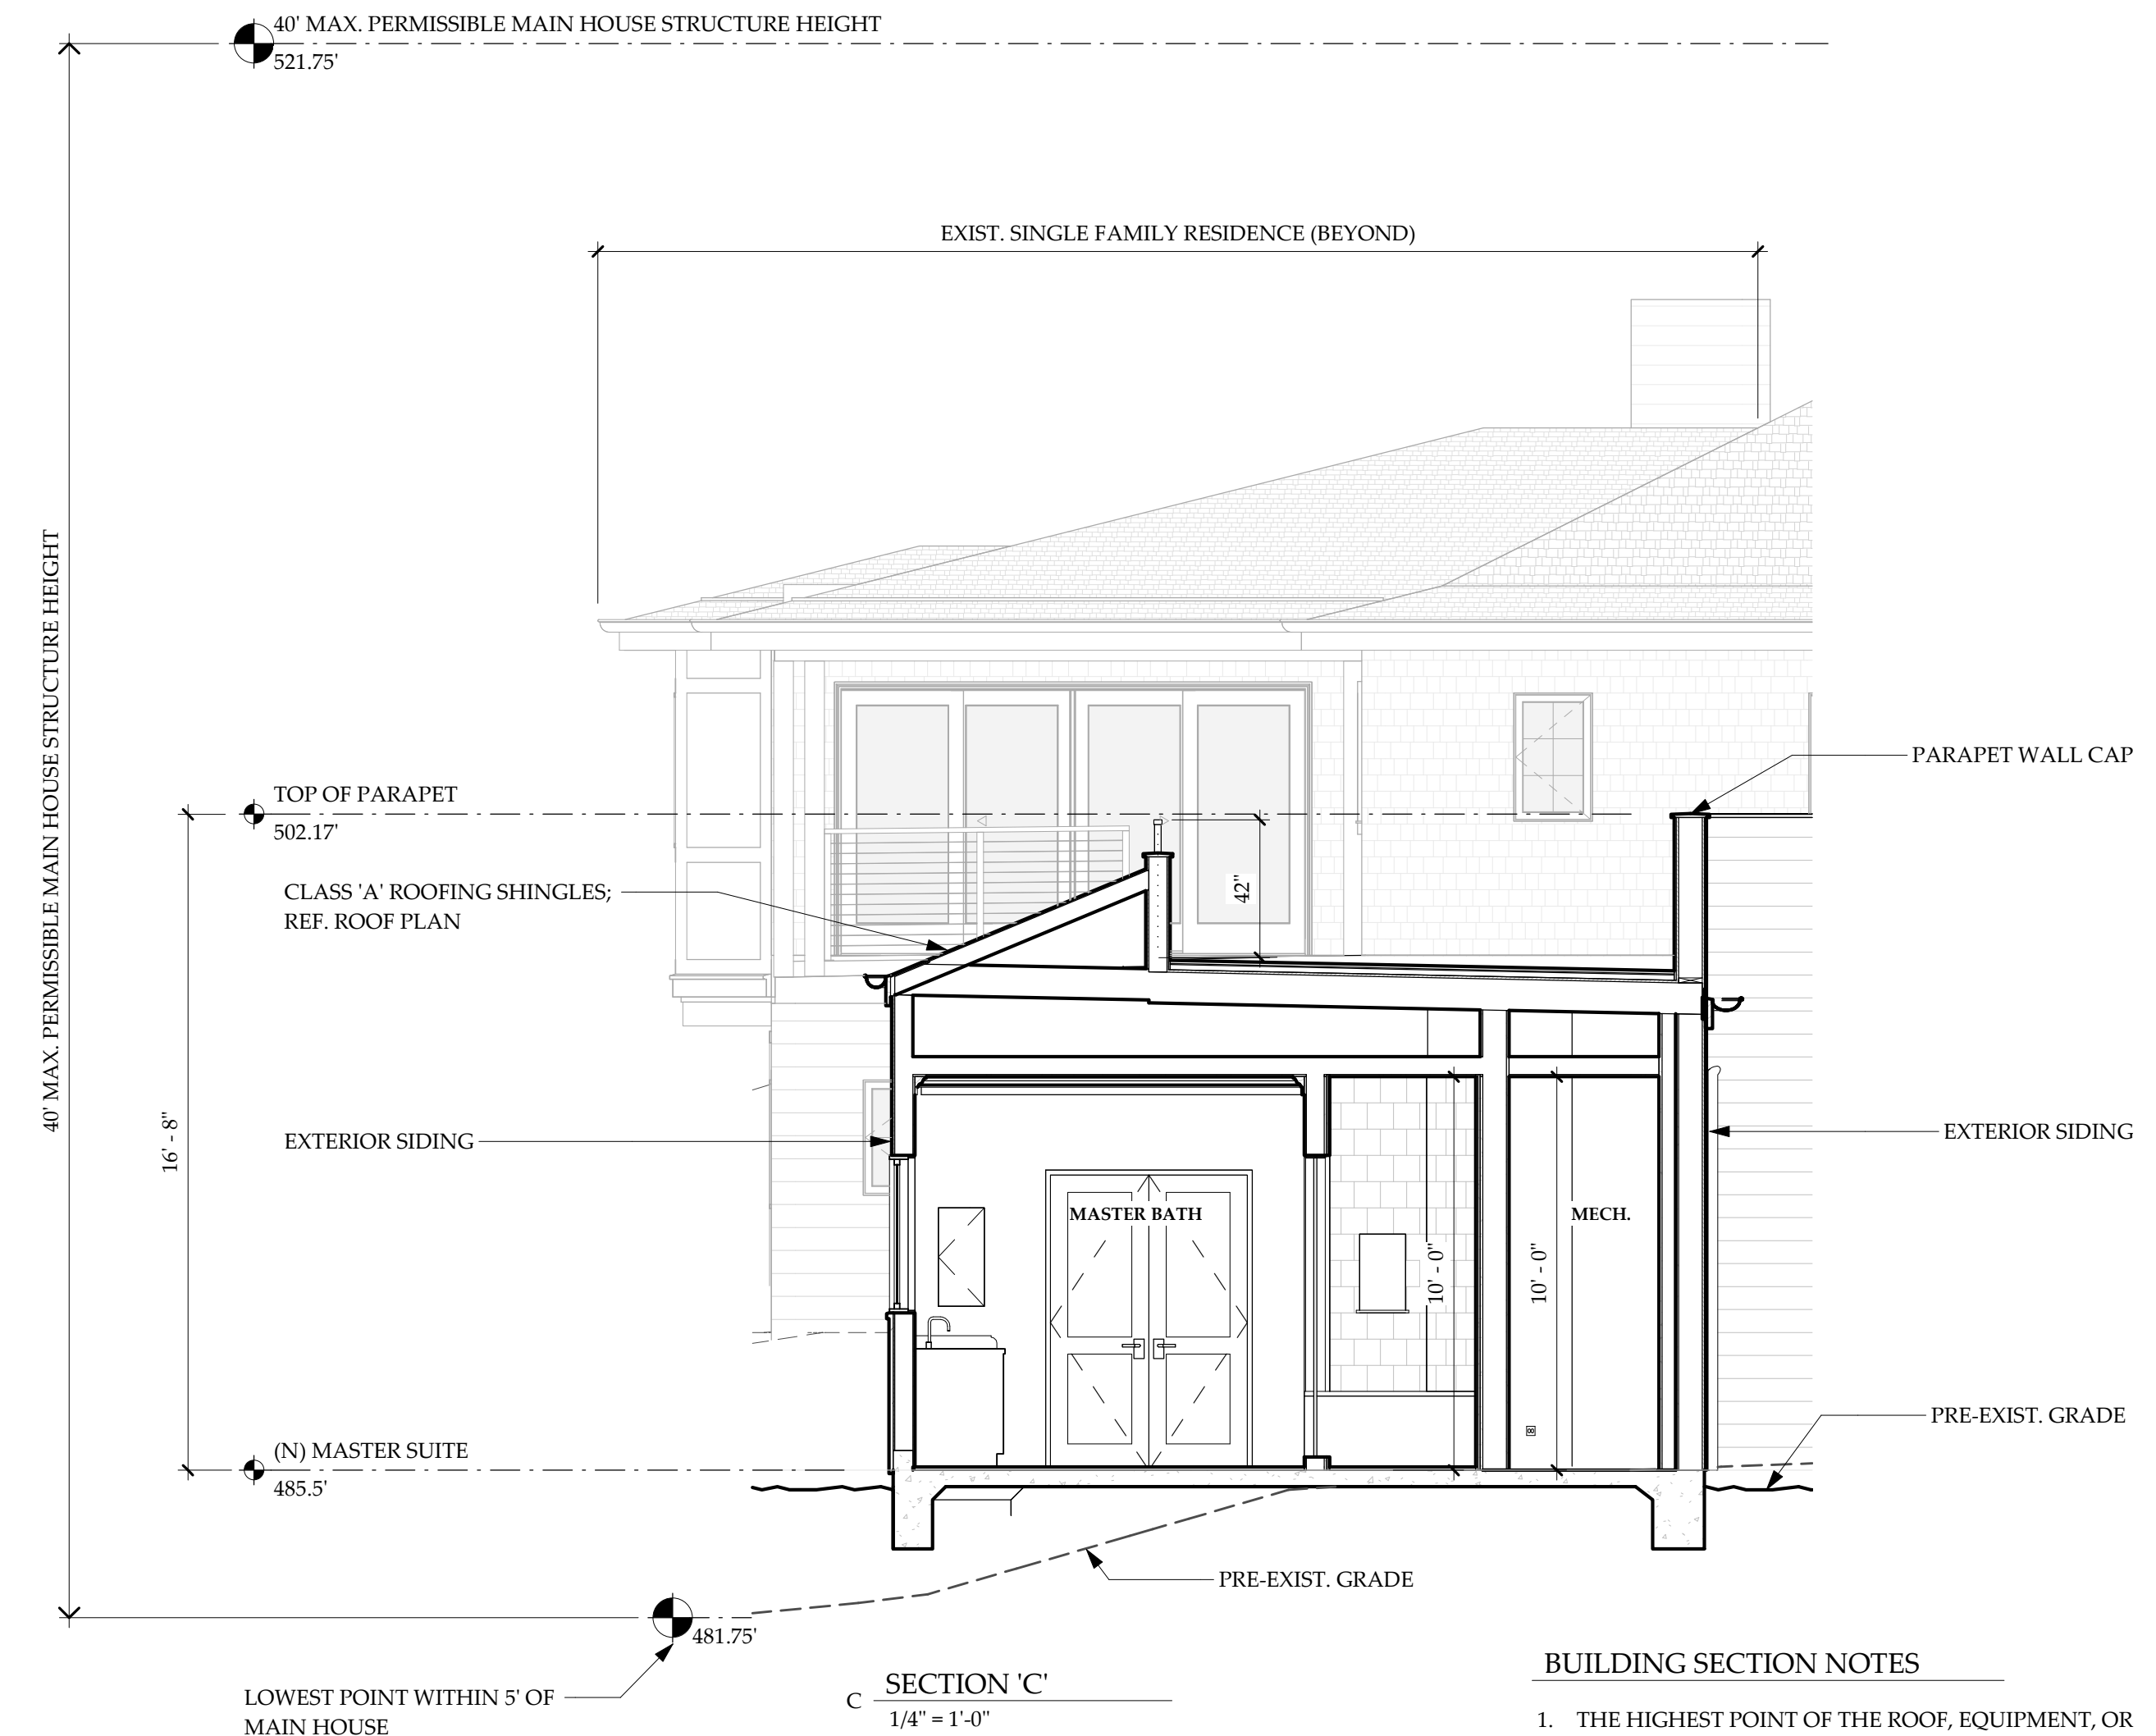 40' MAX. PERMISSIBLE MAIN HOUSE STRUCTURE HEIGHT
521.75'
EXIST. SINGLE FAMILY RESIDENCE (BEYOND)
40' MAX. PERMISSIBLE MAIN HOUSE STRUCTURE HEIGHT
PARAPET WALL CAP
TOP OF PARAPET
502.17'
CLASS 'A' ROOFING SHINGLES;
REF. ROOF PLAN
42"
16' - 8"
EXTERIOR SIDING
EXTERIOR SIDING
MASTER BATH
MECH.
10' - 0"
10' - 0"
PRE-EXIST. GRADE
(N) MASTER SUITE
485.5'
PRE-EXIST. GRADE
481.75'
LOWEST POINT WITHIN 5' OF
MAIN HOUSE
C
SECTION 'C'
1/4" = 1'-0"
BUILDING SECTION NOTES
1. THE HIGHEST POINT OF THE ROOF, EQUIPMENT, OR